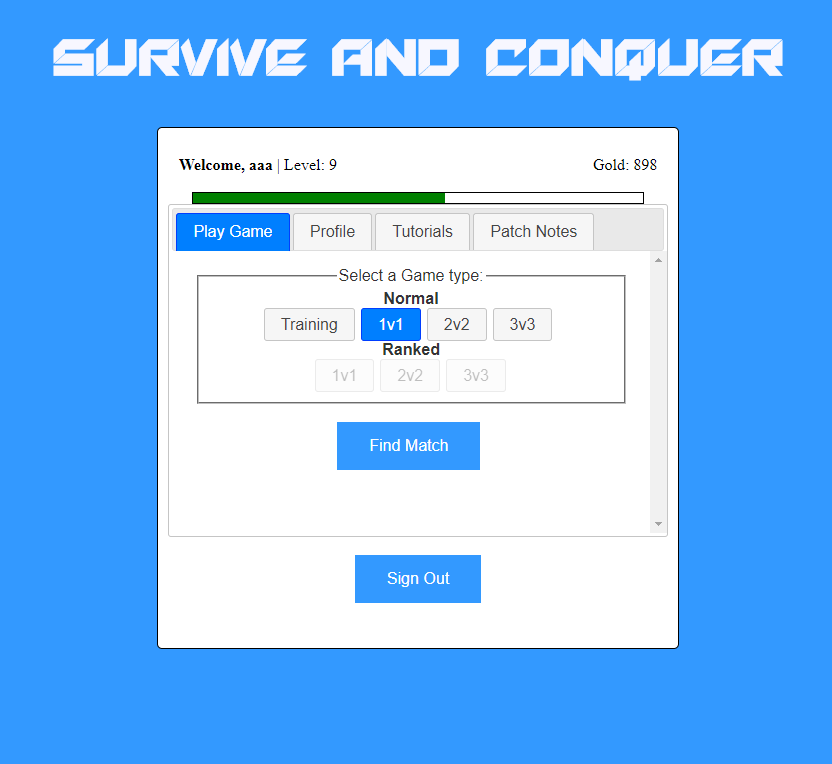 SURVIVE AND CONQUER
Welcome, aaa | Level: 9 Gold: 898
Play Game Profile Tutorials Patch Notes
Select a Game type:
Normal
Training 1v1 2v2 3v3
Ranked
1v1 2v2 3v3
Find Match
Sign Out